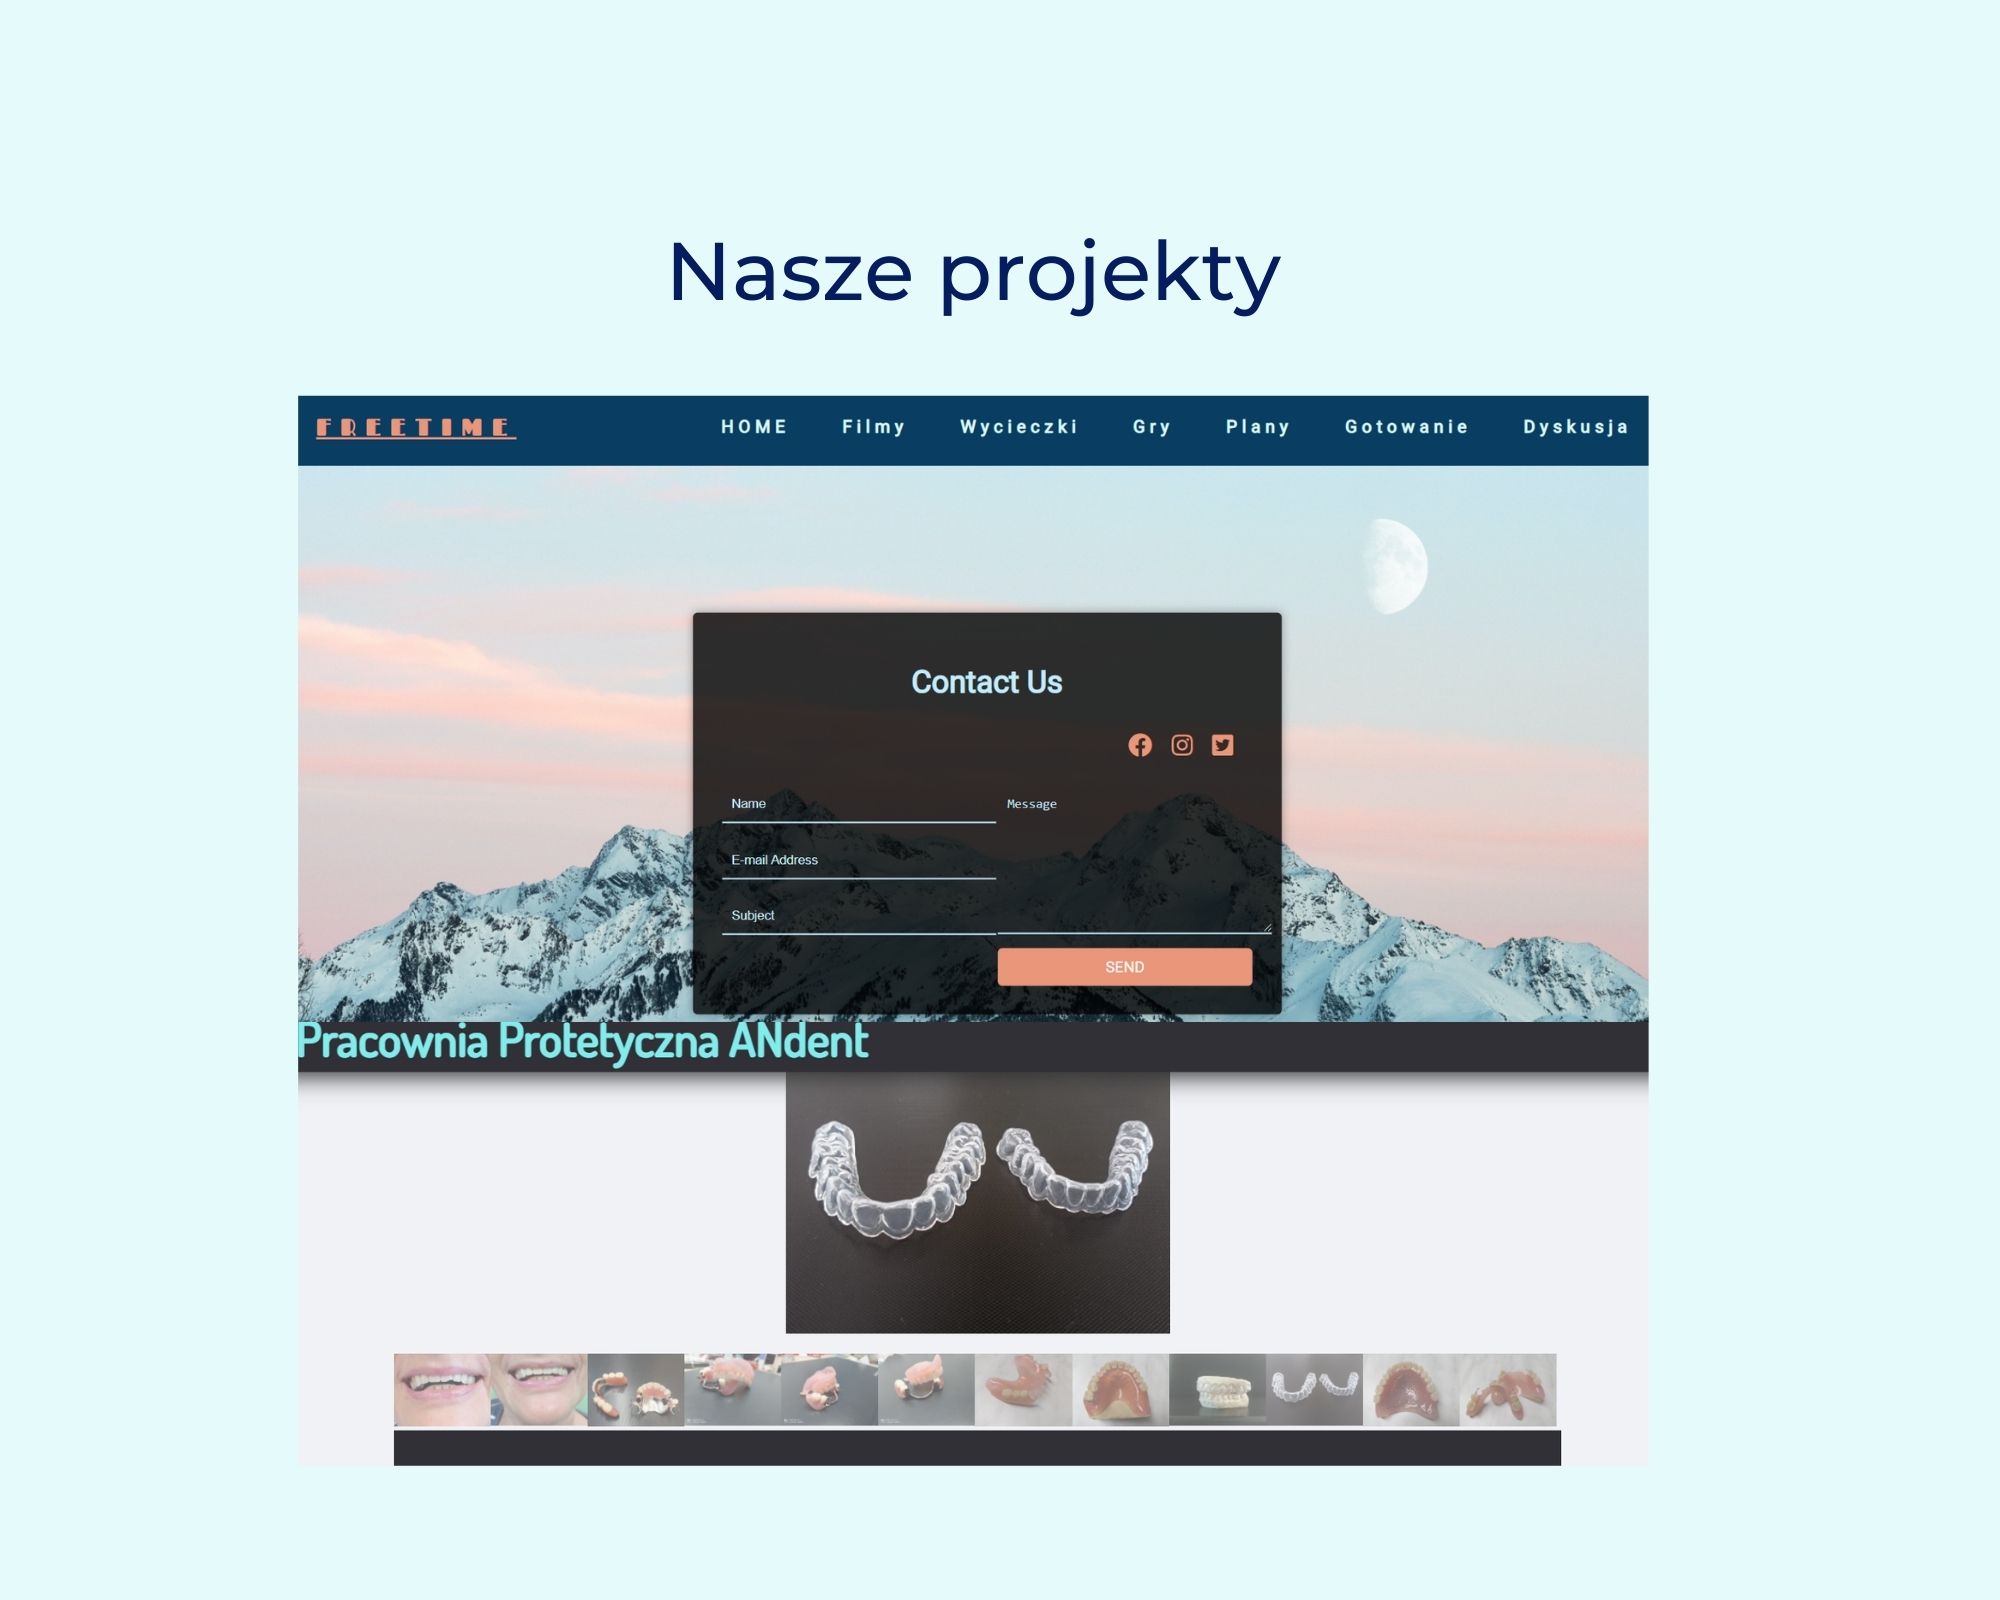 Nasze projekty
FREETIME HOME Filmy Wycieczki Gry Plany Gotowanie Dyskusja
Contact Us
Name Message
E-mail Address
Subject
SEND
Pracownia Protetyczna ANdent